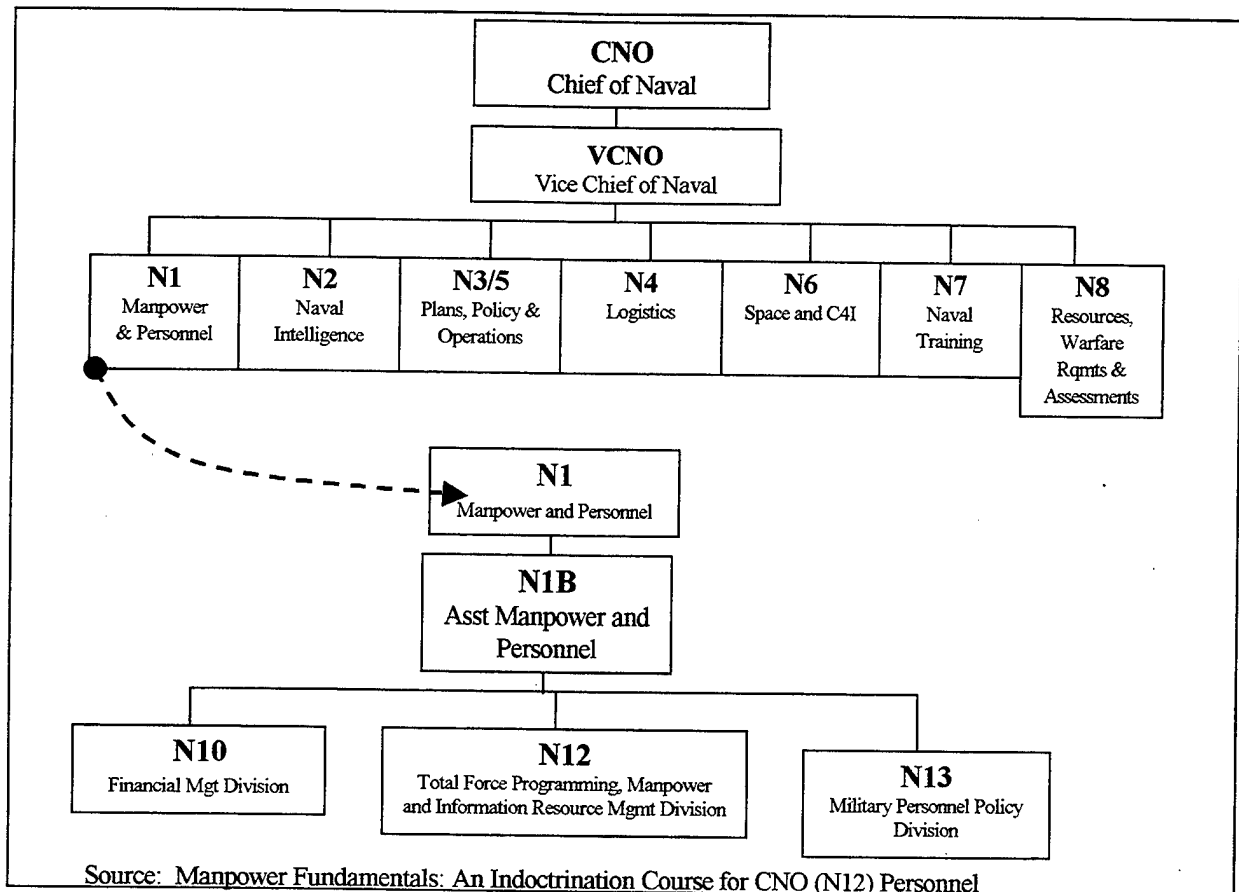 CNO
Chief of Naval
VCNO
Vice Chief of Naval
N1
Manpower
& Personnel
N2
Naval
Intelligence
N3/5
Plans, Policy &
Operations
N4
Logistics
N6
Space and C4I
N7
Naval
Training
N8
Resources,
Warfare
Rqmts &
Assessments
N1
Manpower and Personnel
N1B
Asst Manpower and
Personnel
N10
Financial Mgt Division
N12
Total Force Programming, Manpower
and Information Resource Mgmt Division
N13
Military Personnel Policy
Division
Source: Manpower Fundamentals: An Indoctrination Course for CNO (N12) Personnel